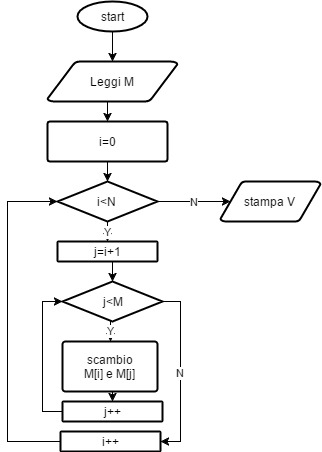 start
Leggi M
i=0
i<N
N
stampa V
Y
j=i+1
j<M
Y
scambio
M[i] e M[j]
N
j++
i++